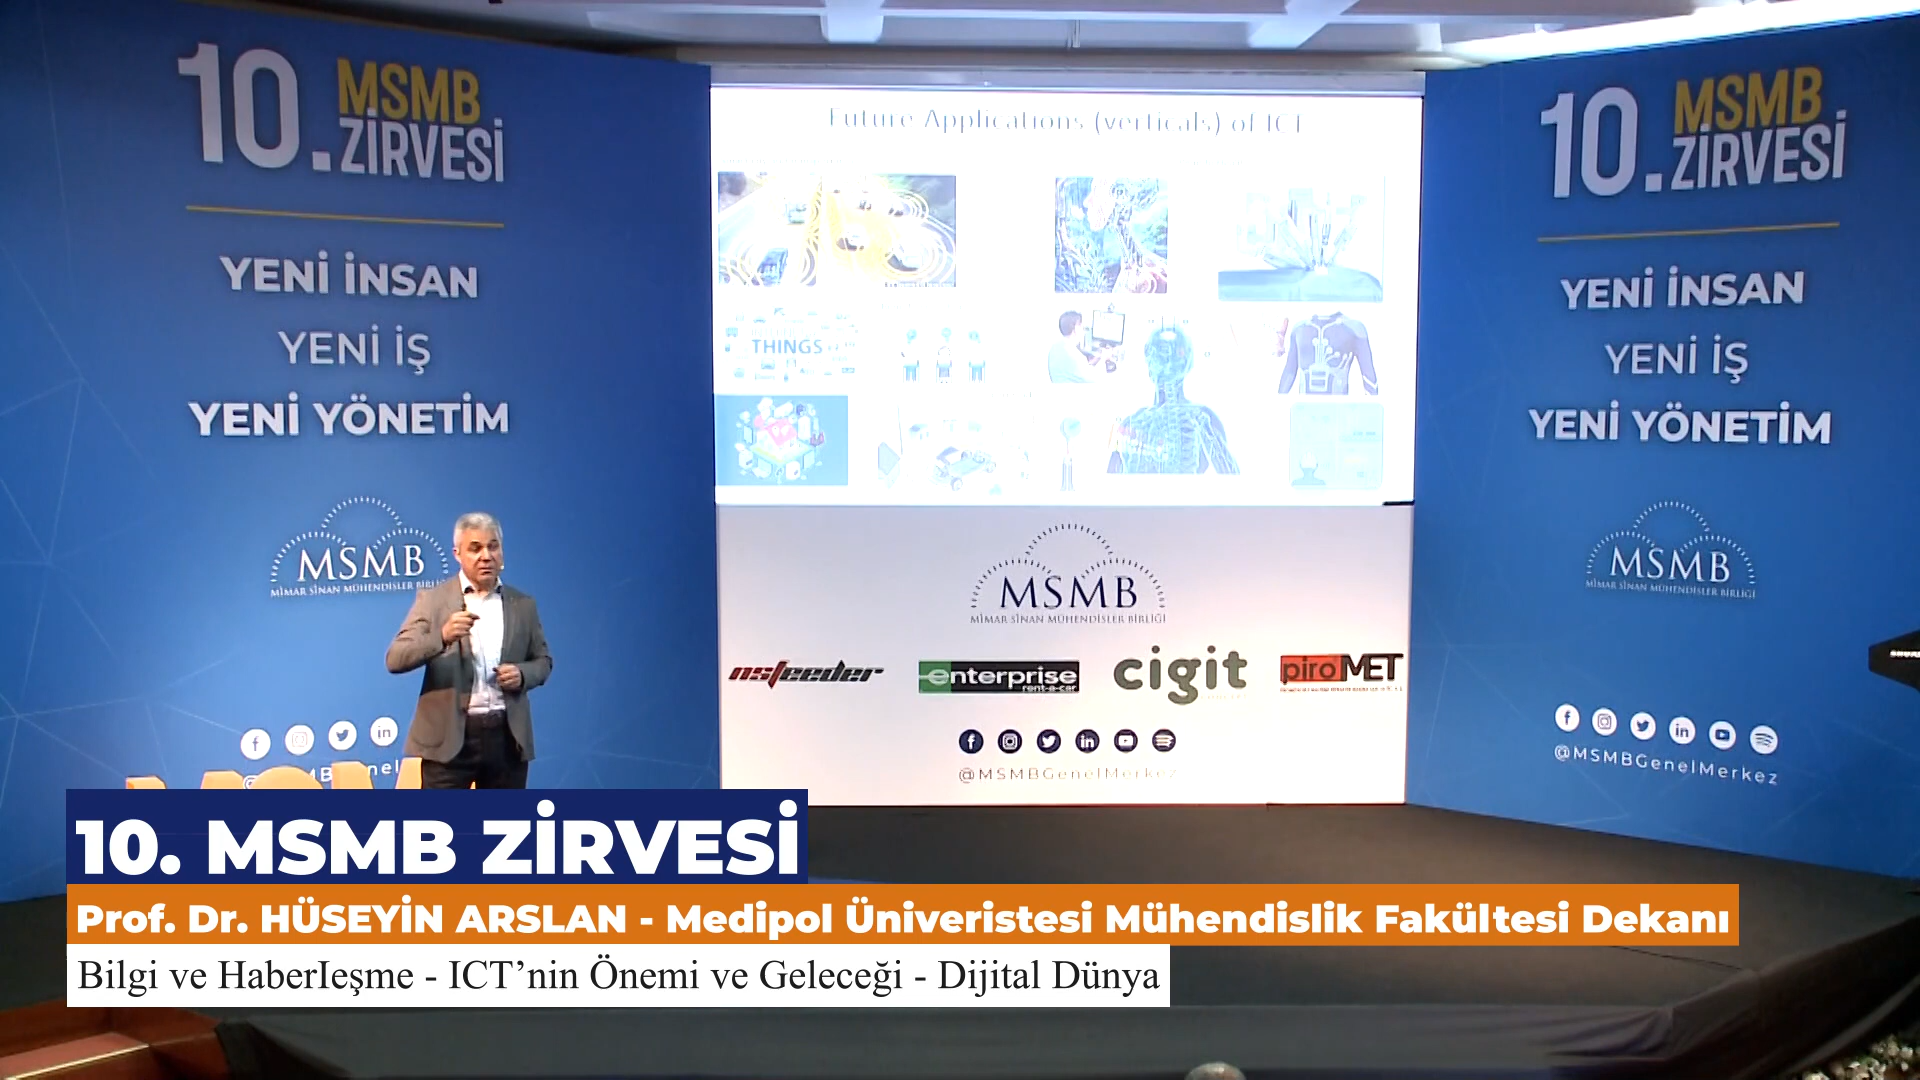 10. MSMB
ZİRVESİ
YENİ İNSAN
YENİ İŞ
YENİ YÖNETİM
MSMB
MİMAR SİNAN MÜHENDİSLER BİRLİĞİ
Future Applications (verticals) of ICT
THINGS
MSMB
MİMAR SİNAN MÜHENDİSLER BİRLİĞİ
nsfeeder
enterprise
rent-a-car
cigit
piroMET
@MSMBGenelMerkez
10. MSMB
ZİRVESİ
YENİ İNSAN
YENİ İŞ
YENİ YÖNETİM
MSMB
MİMAR SİNAN MÜHENDİSLER BİRLİĞİ
@MSMBGenelMerkez
10. MSMB ZİRVESİ
Prof. Dr. HÜSEYİN ARSLAN - Medipol Üniveristesi Mühendislik Fakültesi Dekanı
Bilgi ve HaberIeşme - ICT’nin Önemi ve Geleceği - Dijital Dünya